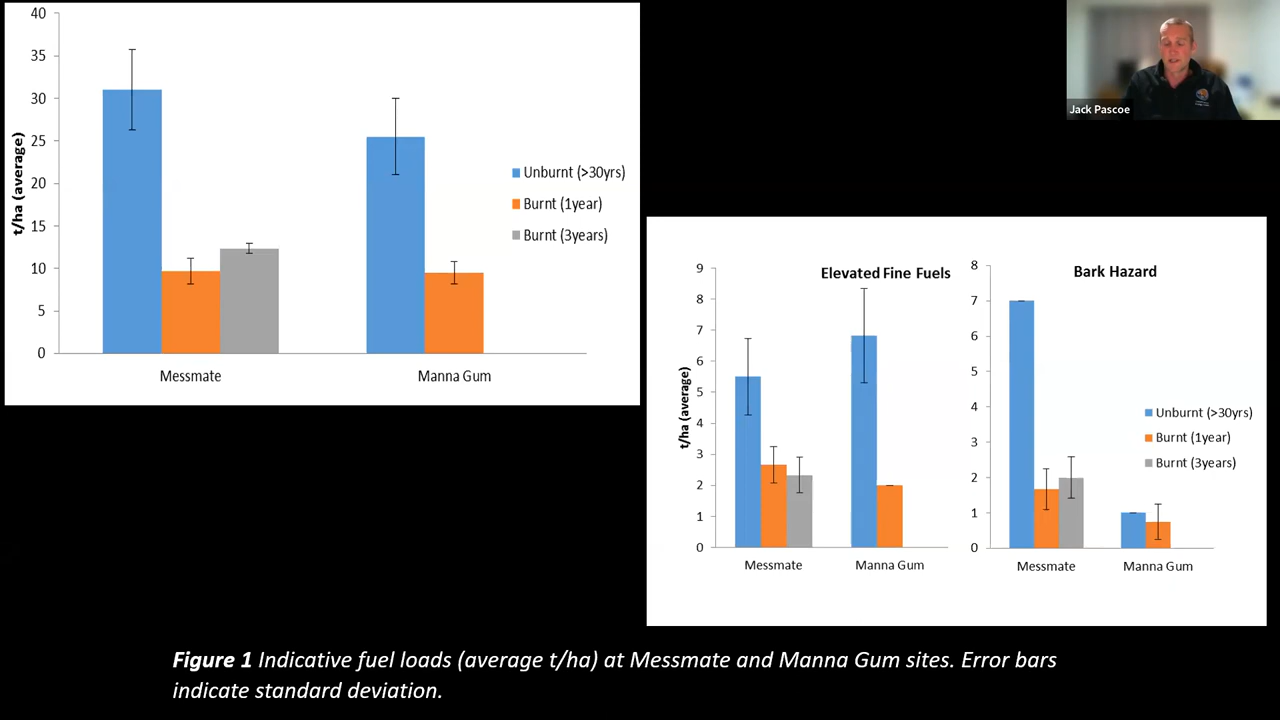 40
35
30
25
20
15
10
5
0
t/ha (average)
Unburnt (>30yrs)
Burnt (1year)
Burnt (3years)
Messmate
Manna Gum
Jack Pascoe
Elevated Fine Fuels
9
8
7
6
5
4
3
2
1
0
t/ha (average)
Messmate
Manna Gum
Bark Hazard
8
7
6
5
4
3
2
1
0
Unburnt (>30yrs)
Burnt (1year)
Burnt (3years)
Messmate
Manna Gum
Figure 1 Indicative fuel loads (average t/ha) at Messmate and Manna Gum sites. Error bars
indicate standard deviation.